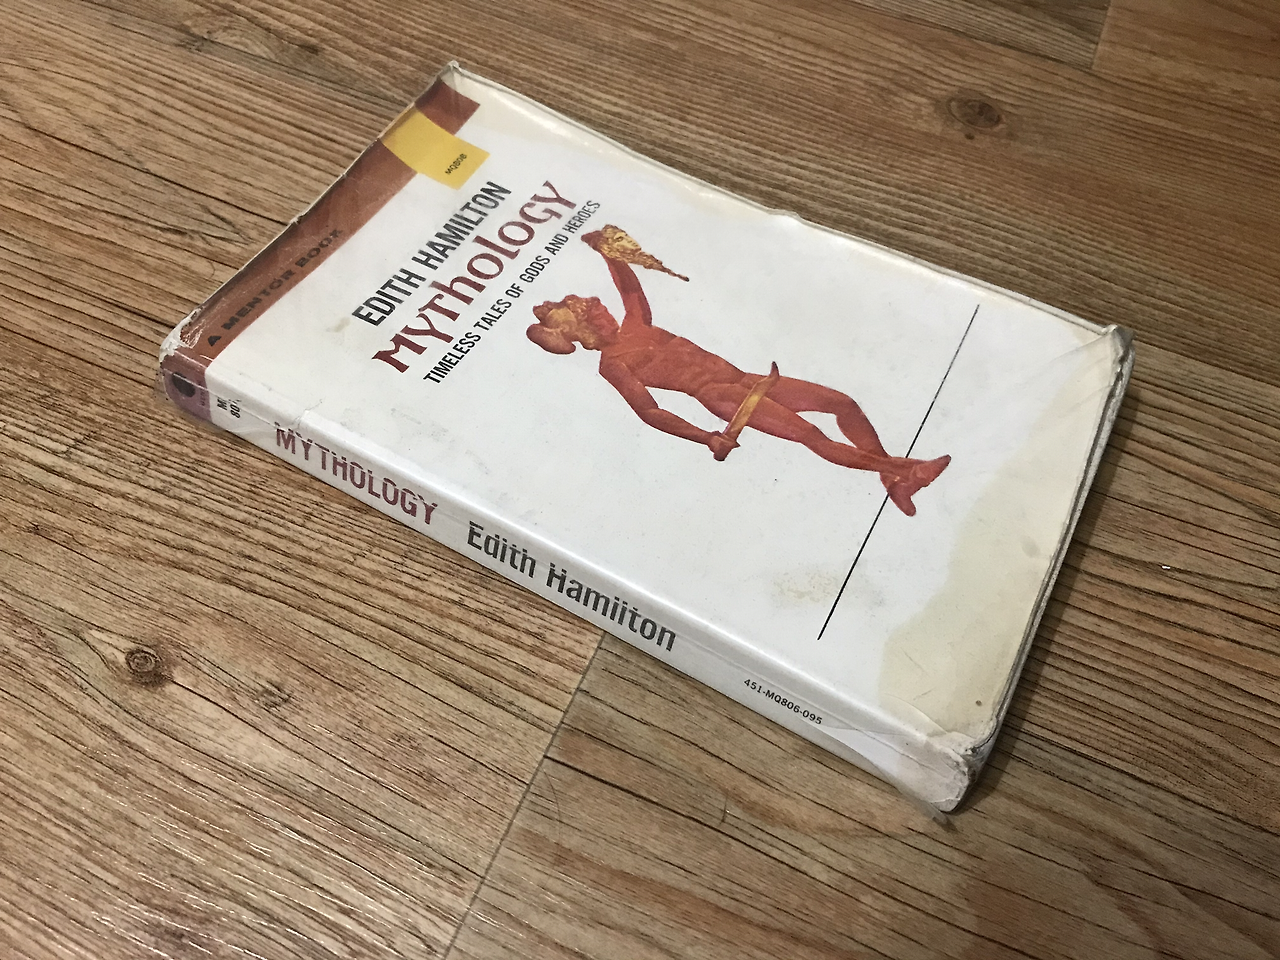 A MENTOR BOOK
MQ806
EDITH HAMILTON
MYThOLOGY
TIMELESS TALES OF GODS AND HEROES
MYTHOLOGY
Edith Hamilton
451-MQ806-095